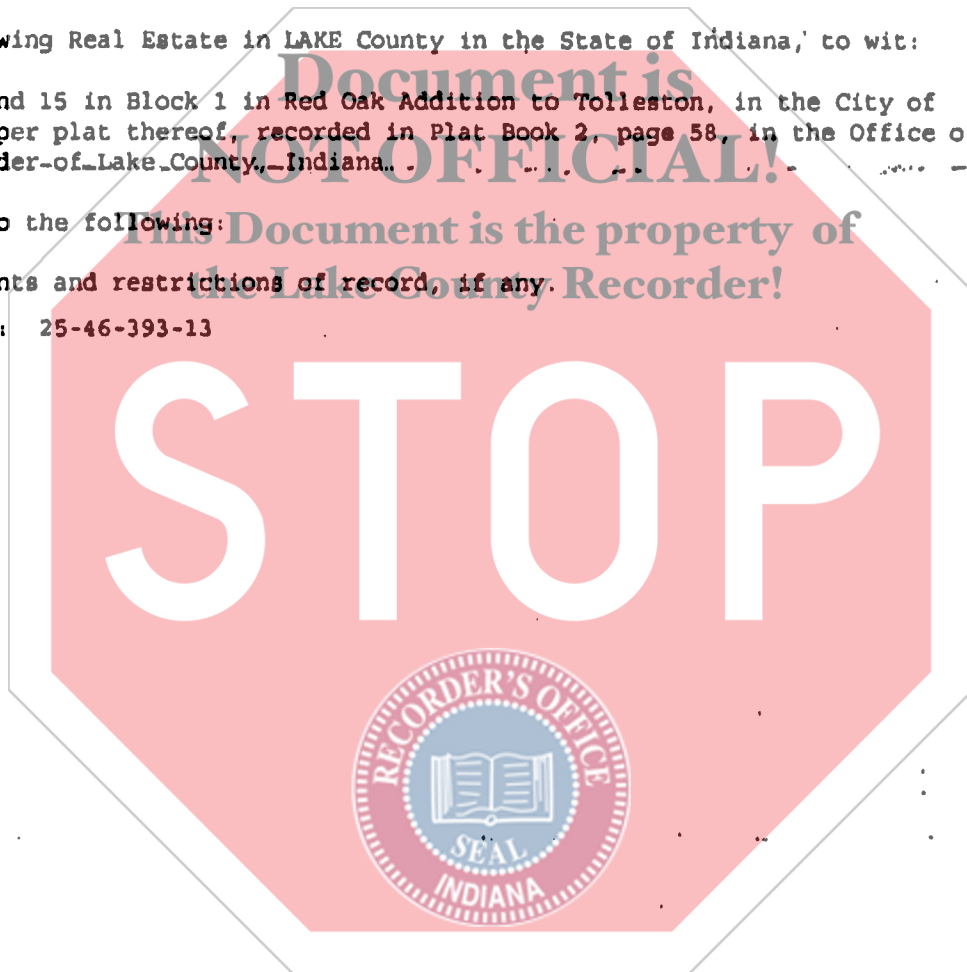 wing Real Estate in LAKE County in the State of Indiana, to wit:
Document is
nd 15 in Block 1 in Red Oak Addition to Tolleston, in the City of
per plat thereof, recorded in Plat Book 2, page 58, in the Office o
NOT OFFICIAL!
der of Lake County, Indiana.
o the following:
This Document is the property of
nts and restrictions of record, if any.
the Lake County Recorder!
: 25-46-393-13
STOP
RECORDER'S OFFICE
SEAL
INDIANA